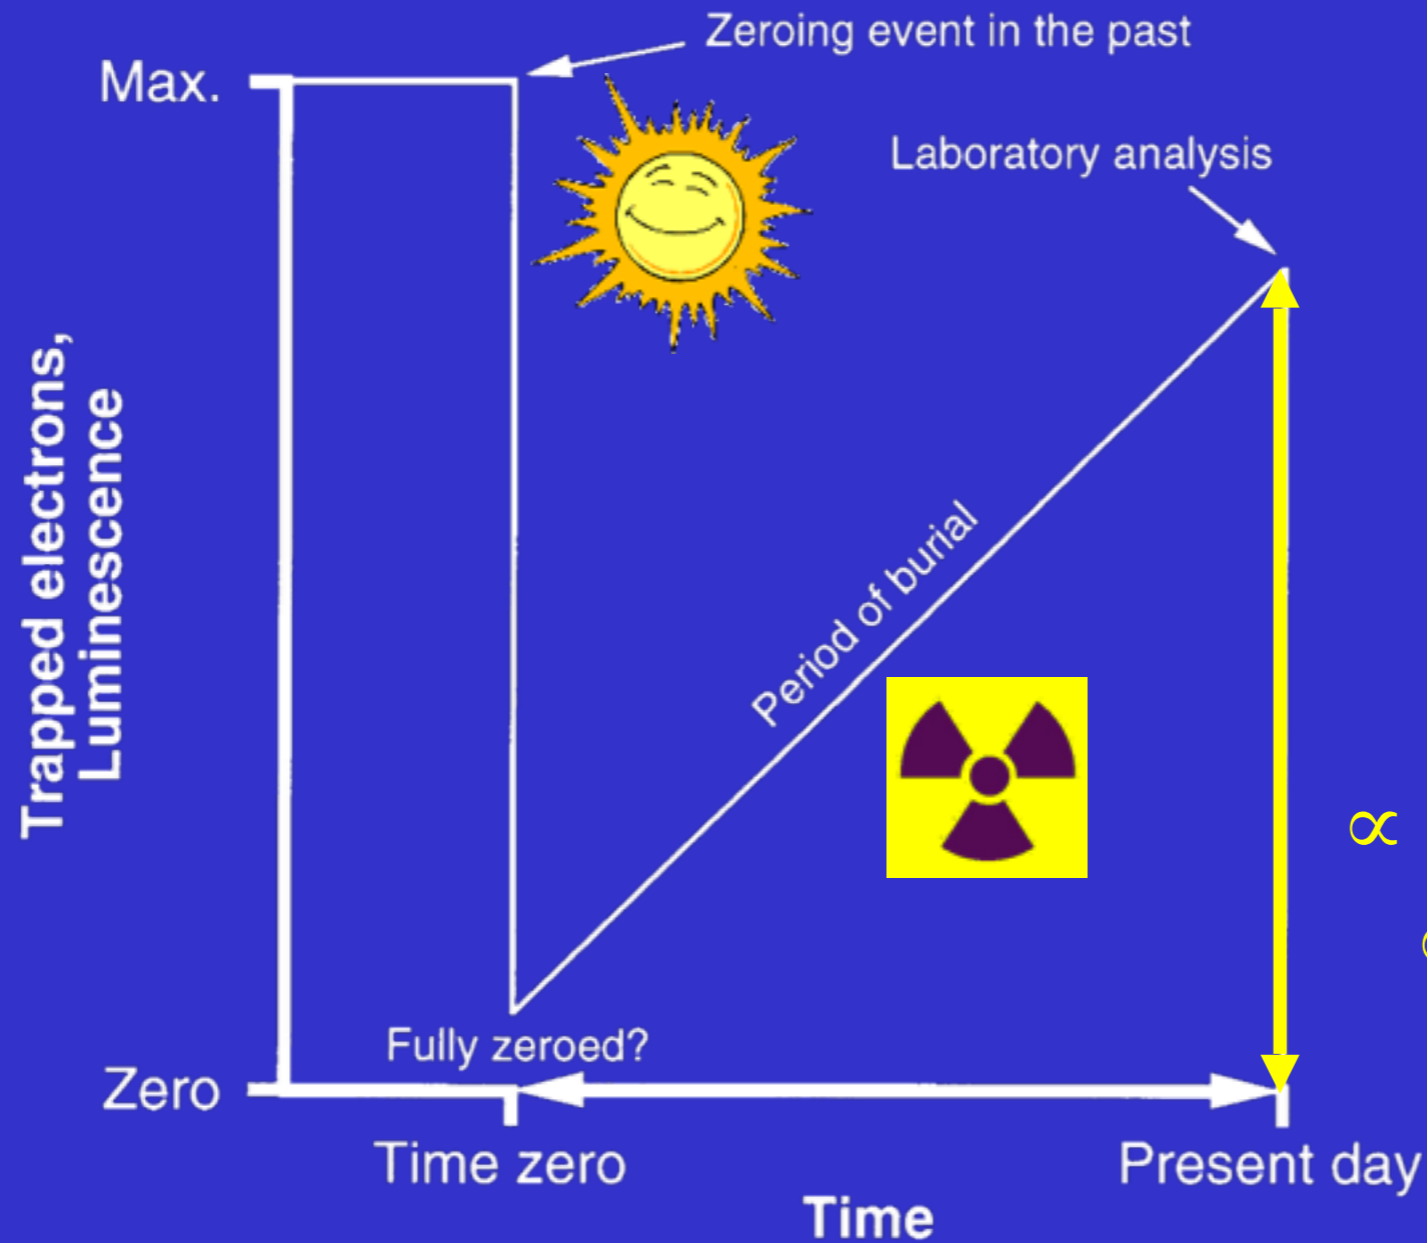 Zeroing event in the past
Max.
Laboratory analysis
Trapped electrons,
Luminescence
Period of burial
∝
Fully zeroed?
Zero
Time zero
Present day
Time